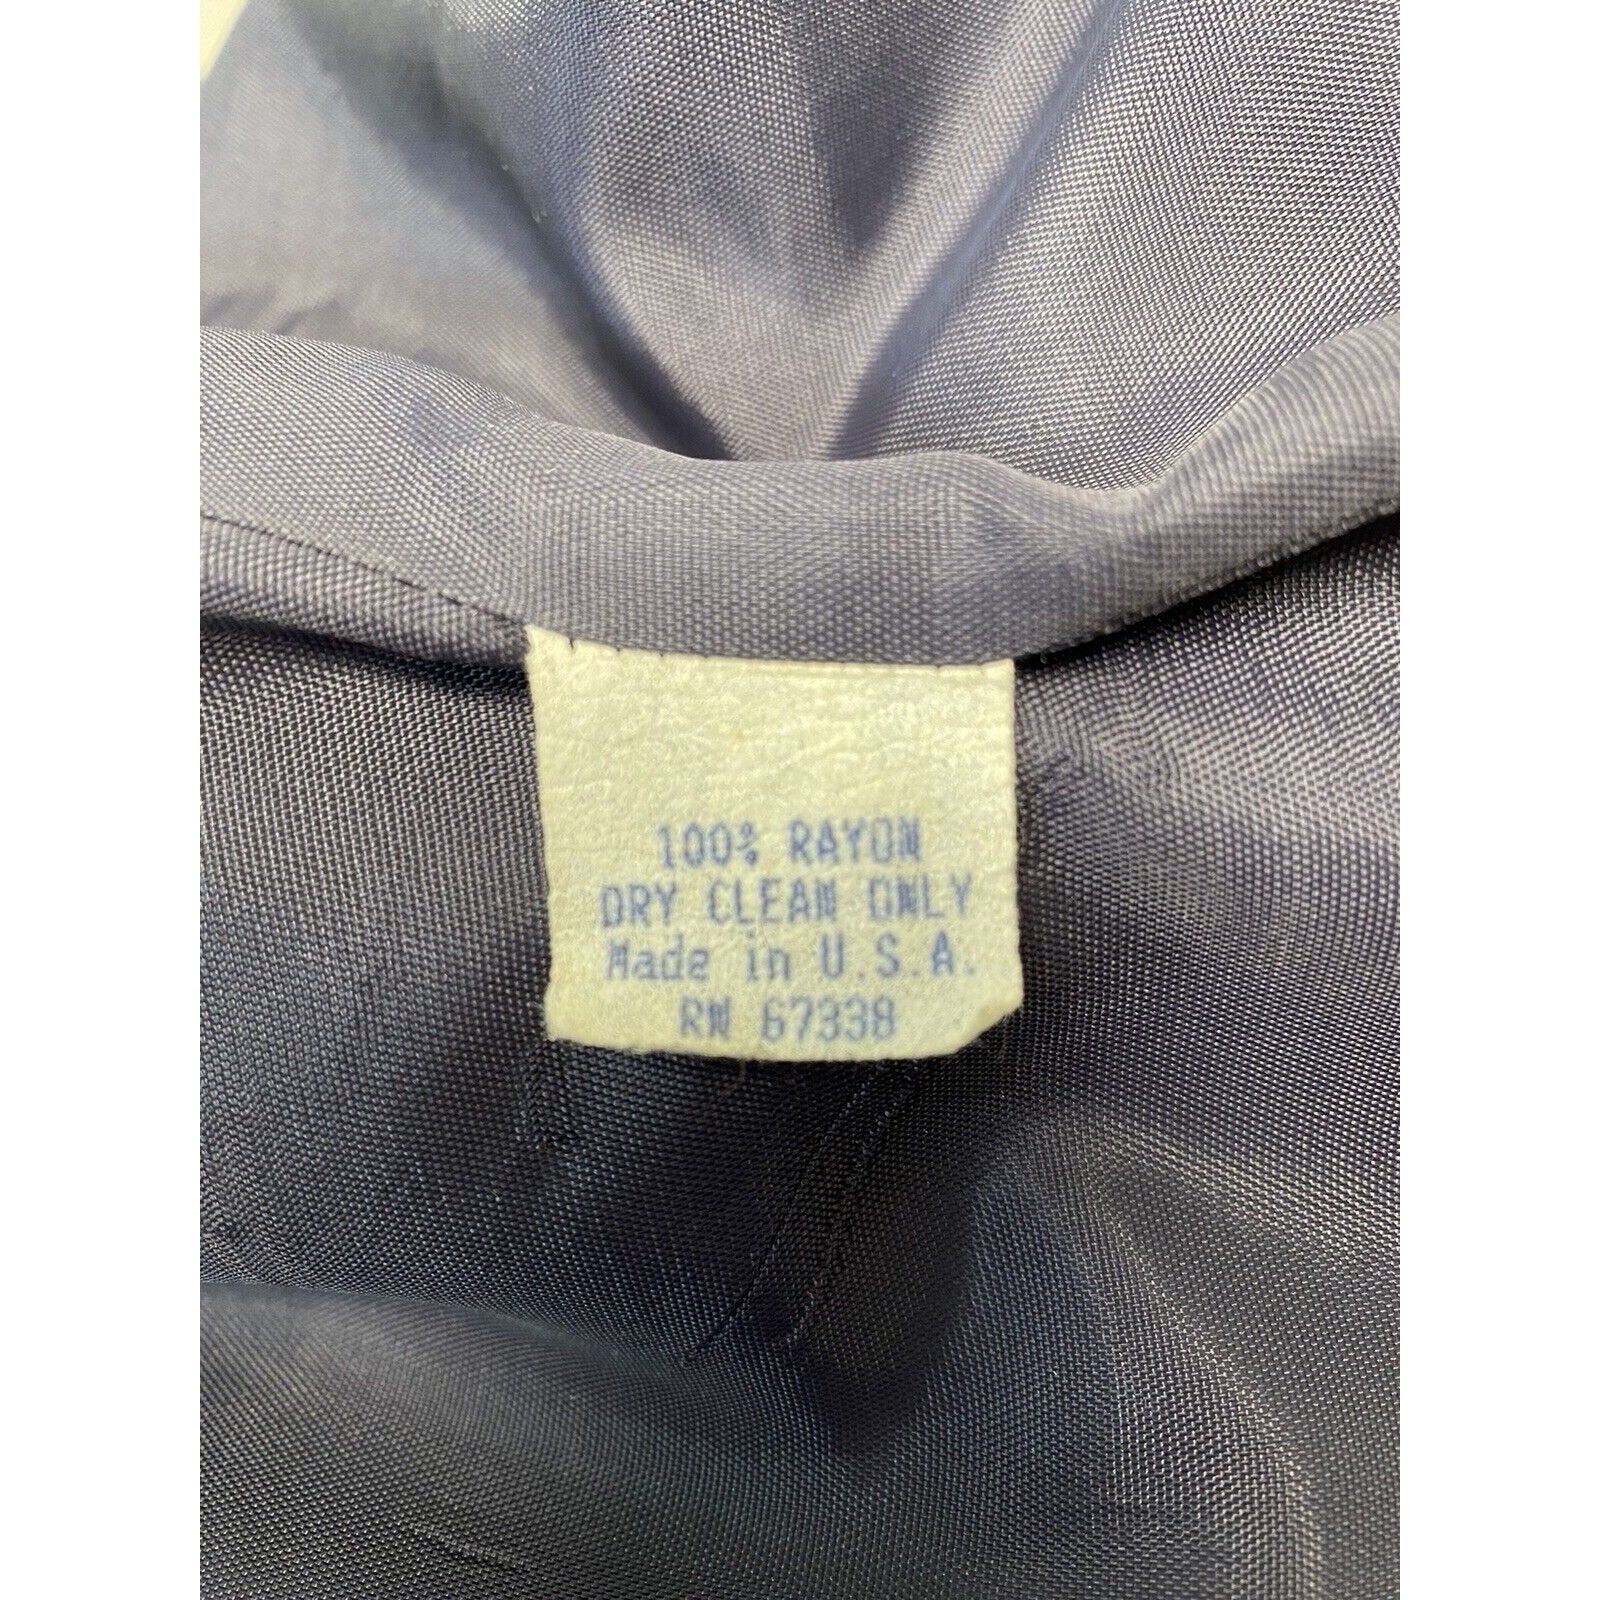 100% RAYON
DRY CLEAN ONLY
Made in U.S.A.
RN 67338